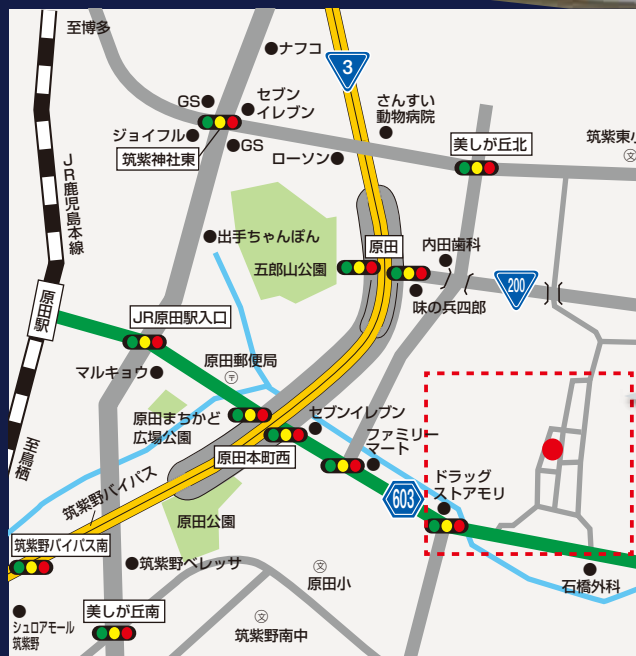 至博多
ナフコ
3
GS
セブン
イレブン
さんすい
動物病院
ジョイフル
GS
筑紫神社東
ローソン
美しが丘北
筑紫東小
文
JR鹿児島本線
出手ちゃんぽん
五郎山公園
原田
内田歯科
200
味の兵四郎
原田駅
JR原田駅入口
マルキョウ
原田郵便局
〒
原田まちかど
広場公園
セブンイレブン
原田本町西
ファミリー
マート
至鳥栖
筑紫野バイパス
603
ドラッグ
ストアモリ
原田公園
筑紫野バイパス南
筑紫野ベレッサ
文
原田小
石橋外科
シュロアモール
筑紫野
美しが丘南
文
筑紫野南中